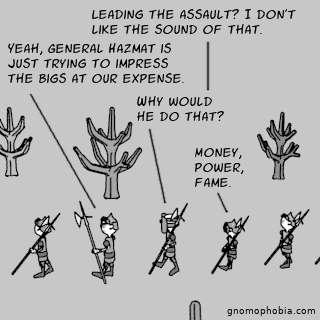 LEADING THE ASSAULT? I DON'T
LIKE THE SOUND OF THAT.
YEAH, GENERAL HAZMAT IS
JUST TRYING TO IMPRESS
THE BIGS AT OUR EXPENSE.
WHY WOULD
HE DO THAT?
MONEY,
POWER,
FAME.
gnomophobia.com